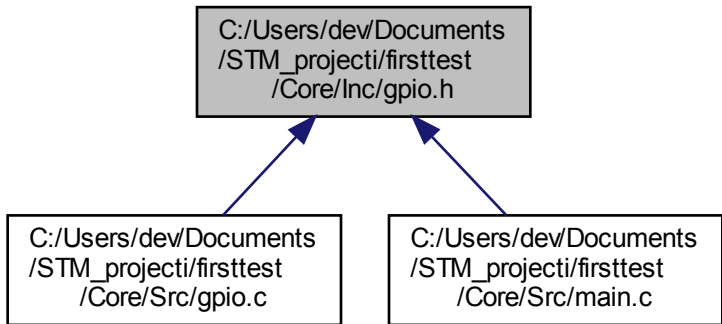 C:/Users/dev/Documents
/STM_projecti/firsttest
/Core/Inc/gpio.h
C:/Users/dev/Documents
/STM_projecti/firsttest
/Core/Src/gpio.c
C:/Users/dev/Documents
/STM_projecti/firsttest
/Core/Src/main.c